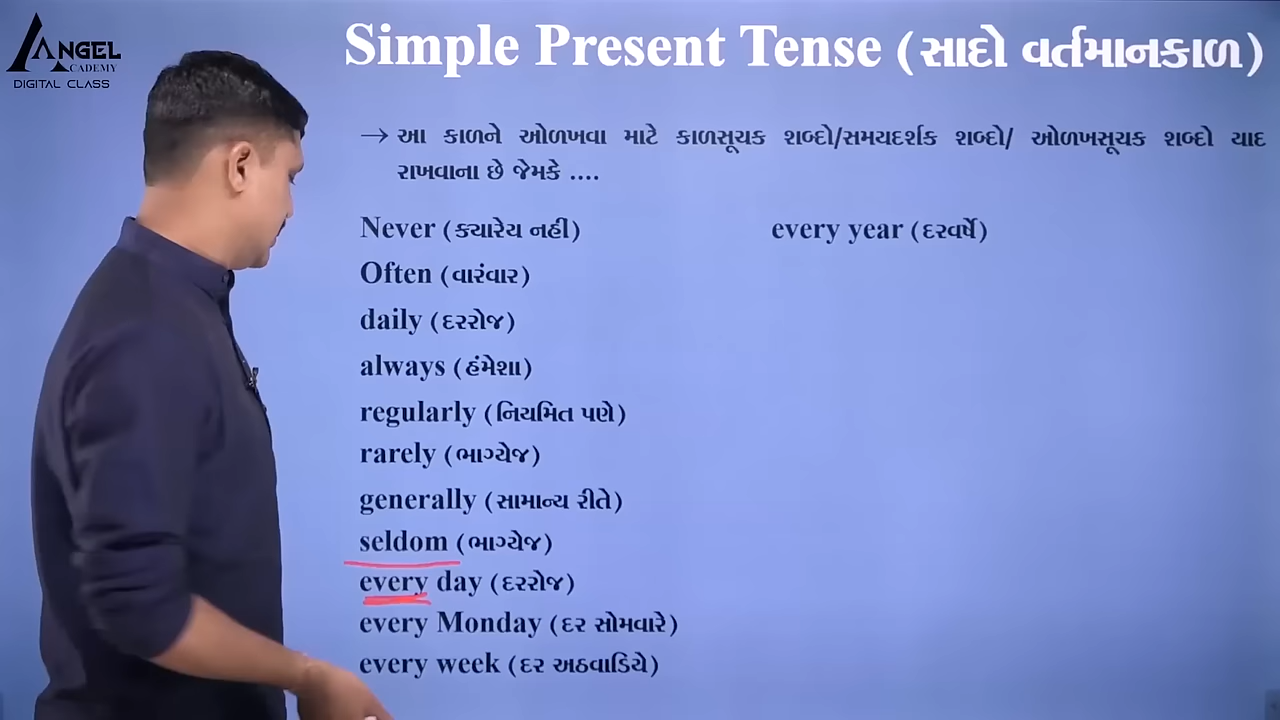 ANGEL
ACADEMY
DIGITAL CLASS
Simple Present Tense (સાદો વર્તમાનકાળ)
→ આ કાળને ઓળખવા માટે કાળસૂચક શબ્દો/સમયદર્શક શબ્દો/ ઓળખસૂચક શબ્દો યાદ
રાખવાના છે જેમકે ....
Never (ક્યારેય નહીં)
Often (વારંવાર)
daily (દરરોજ)
always (હંમેશા)
regularly (નિયમિત પણે)
rarely (ભાગ્યેજ)
generally (સામાન્ય રીતે)
seldom (ભાગ્યેજ)
every day (દરરોજ)
every Monday (દર સોમવારે)
every week (દર અઠવાડિયે)
every year (દરવર્ષે)